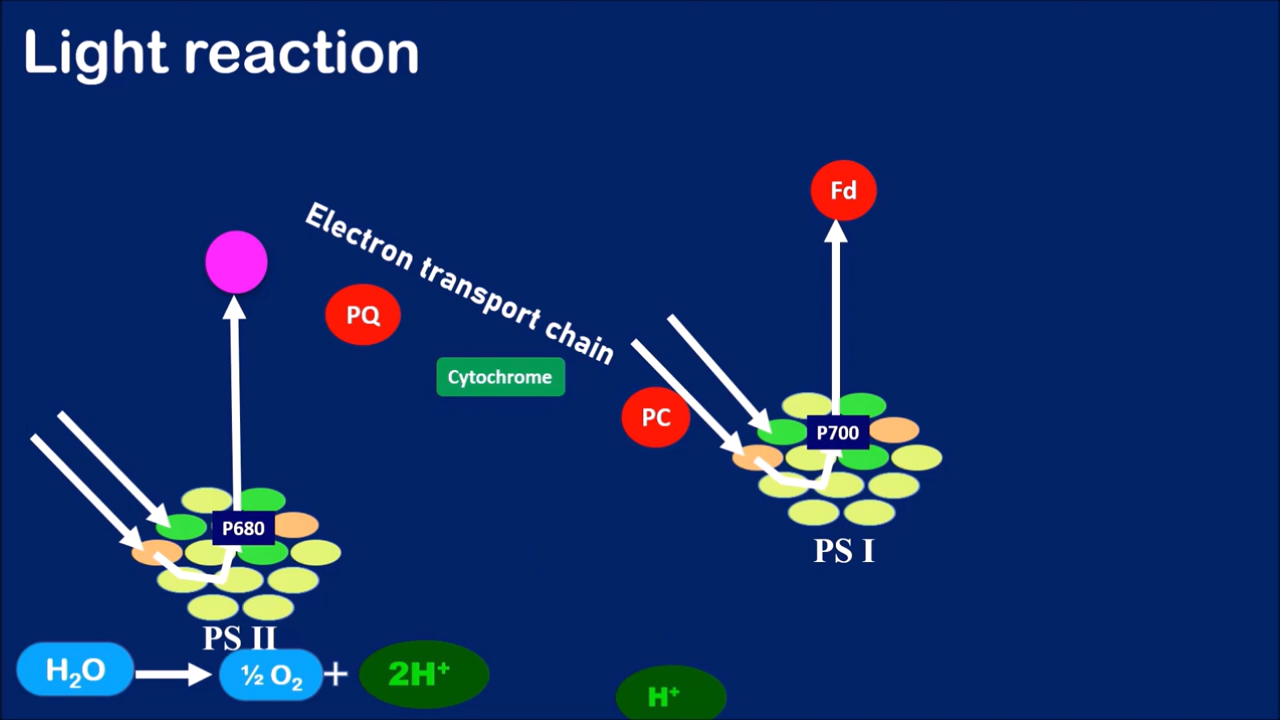 Light reaction
Fd
Electron transport chain
PQ
Cytochrome
PC
P700
P680
PS I
PS II
H₂O
½ O₂
+
2H⁺
H⁺